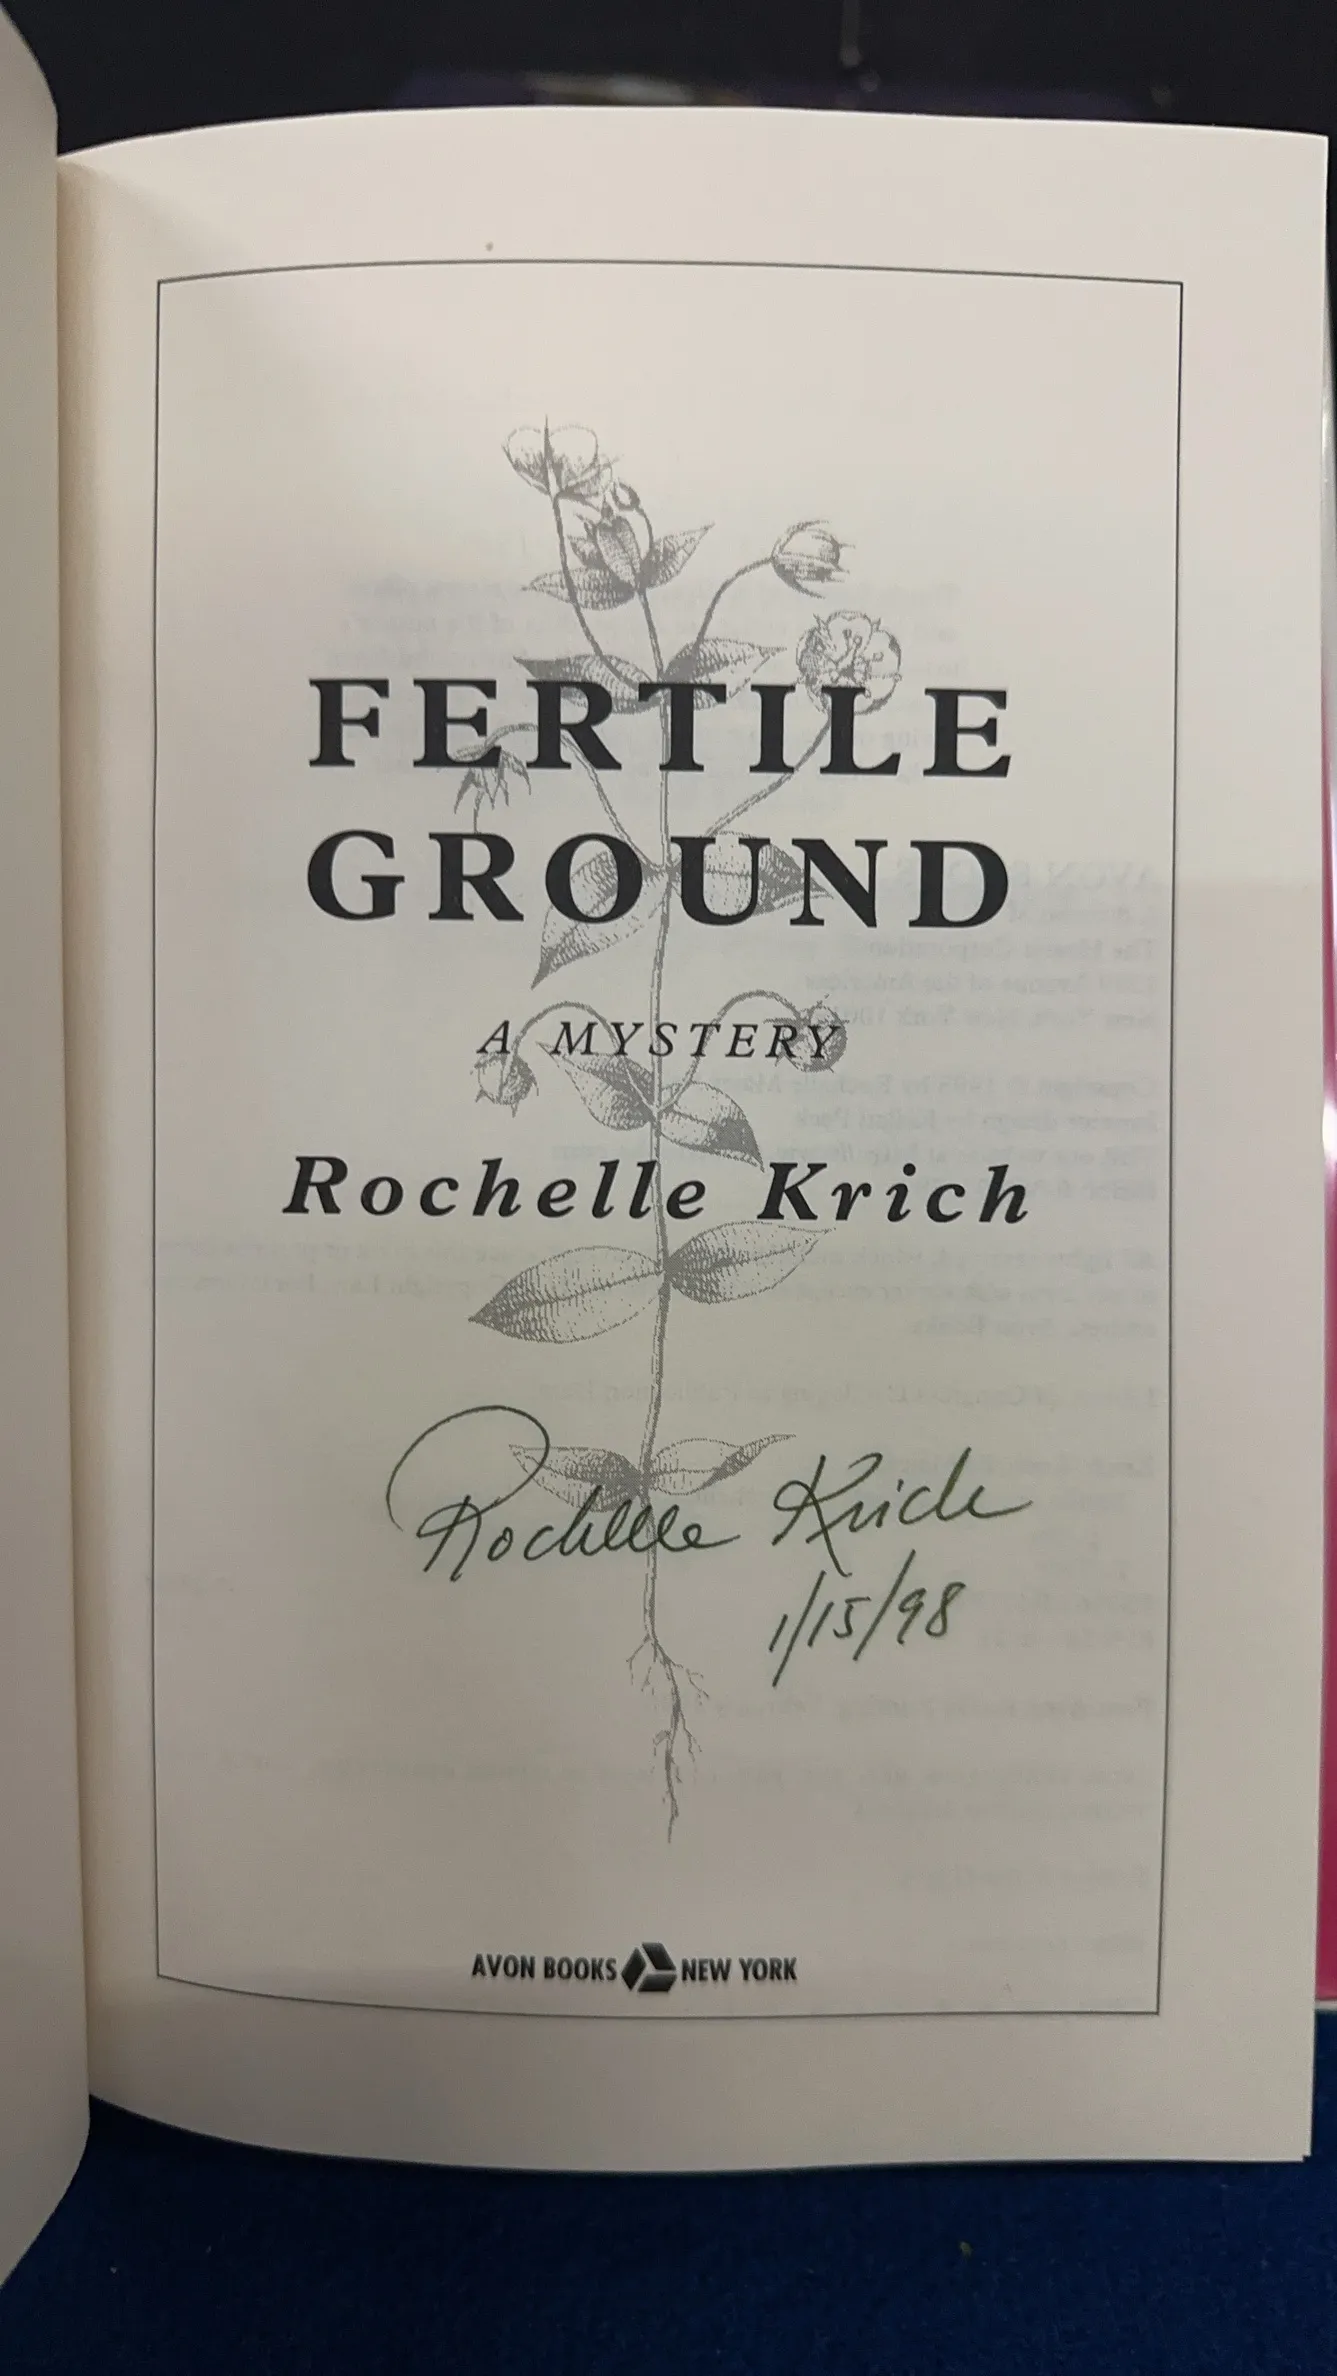 FERTILE
GROUND
A MYSTERY
Rochelle Krich
Rochelle Krich
1/15/98
AVON BOOKS NEW YORK